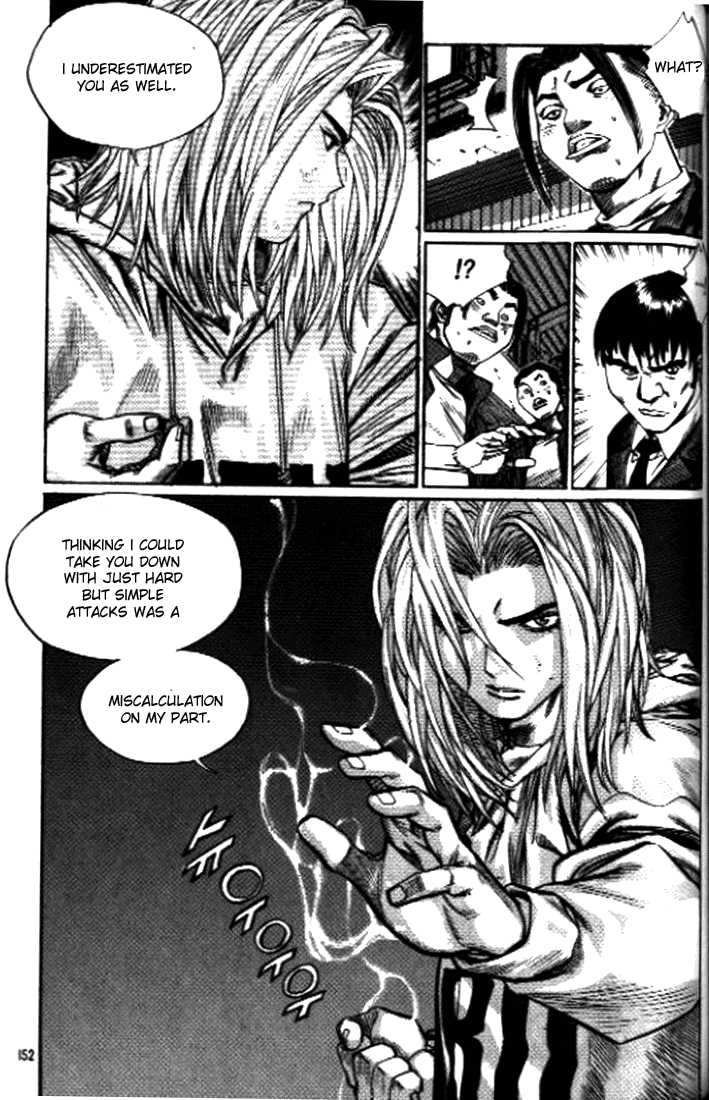 I UNDERESTIMATED
YOU AS WELL.
WHAT?
!?
THINKING I COULD
TAKE YOU DOWN
WITH JUST HARD
BUT SIMPLE
ATTACKS WAS A
MISCALCULATION
ON MY PART.
152